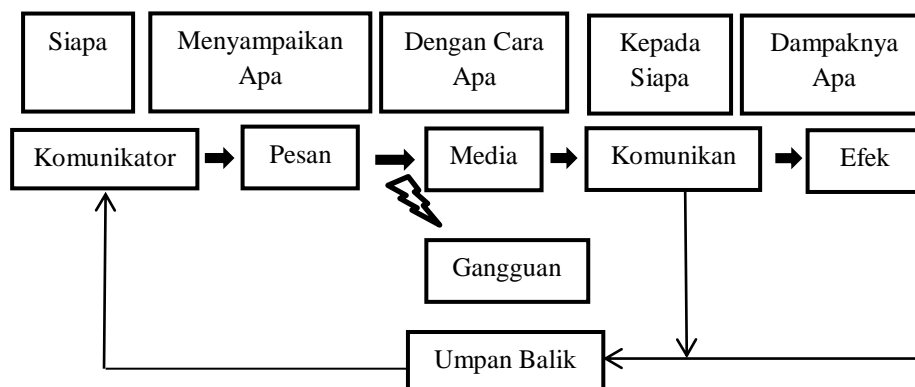 Siapa
Menyampaikan
Apa
Dengan Cara
Apa
Kepada
Siapa
Dampaknya
Apa
Komunikator
Pesan
Media
Komunikan
Efek
Gangguan
Umpan Balik